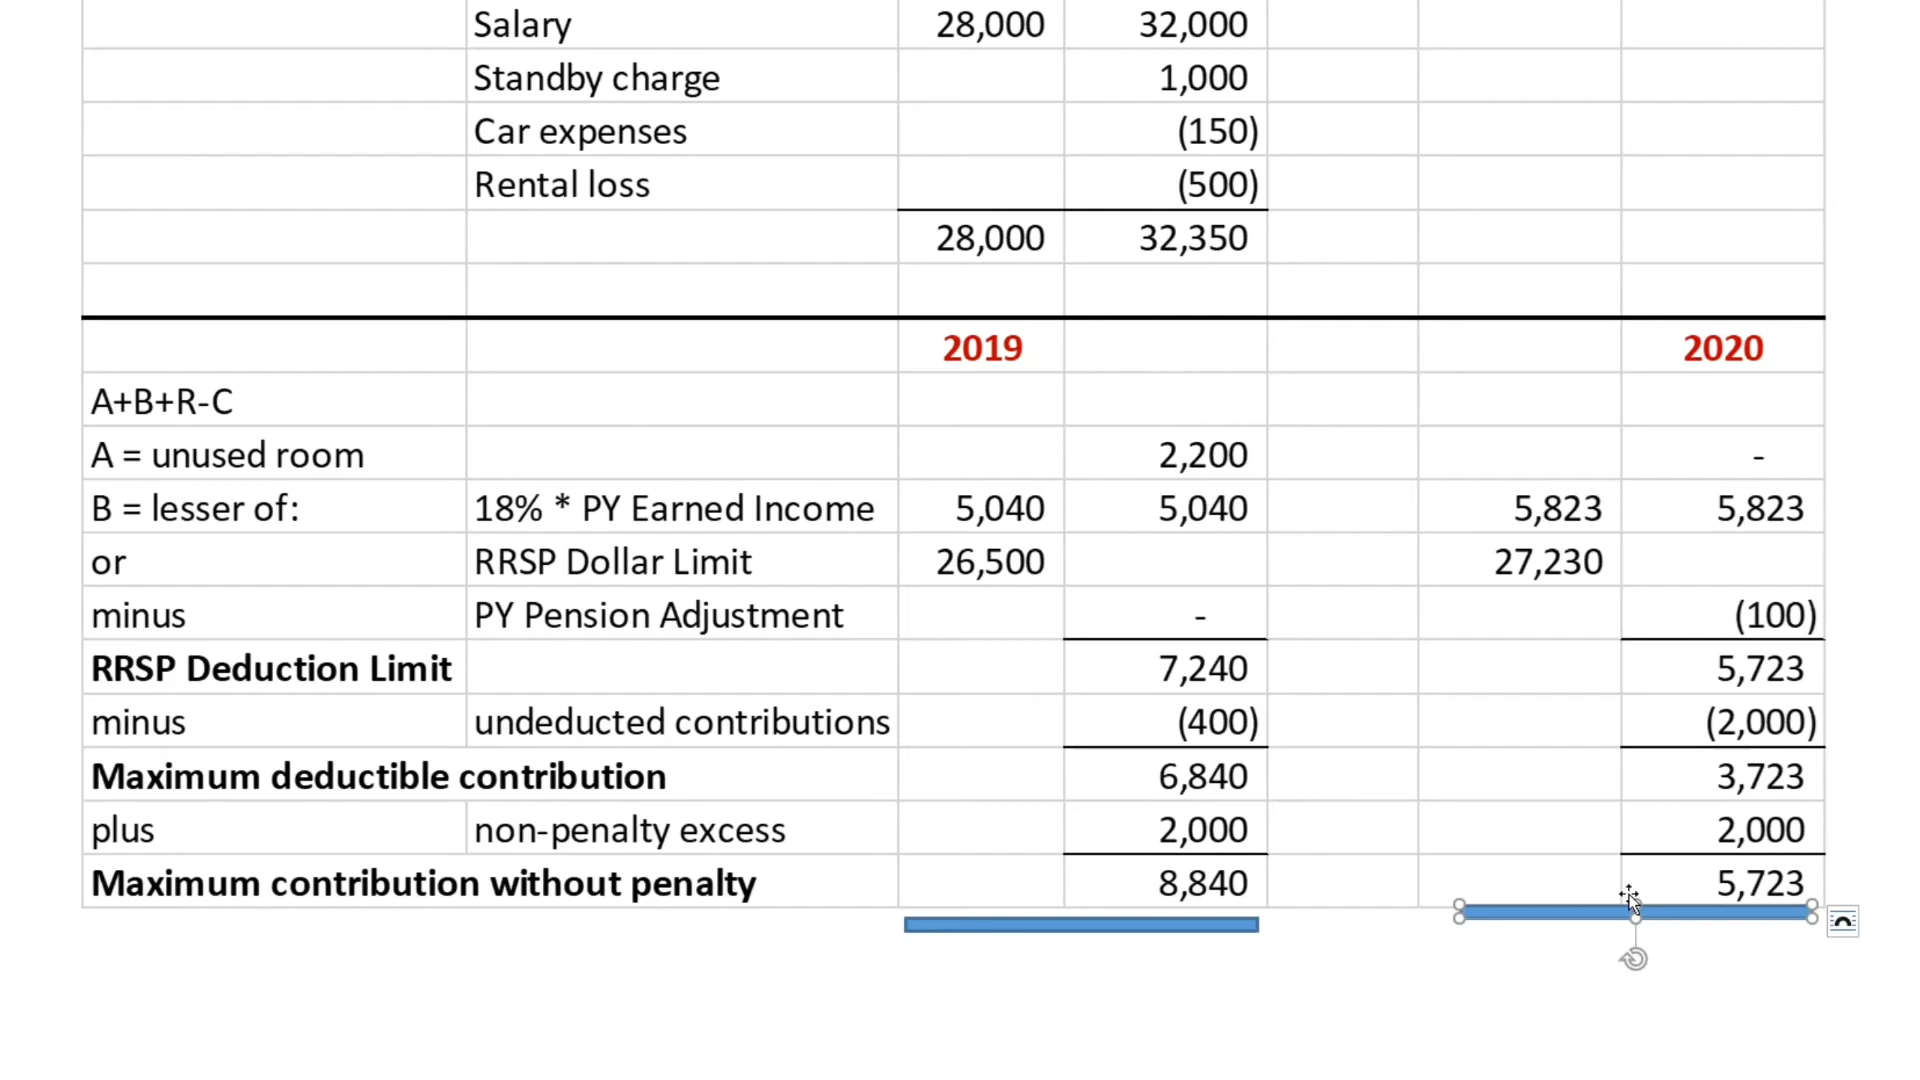 Salary 28,000 32,000
Standby charge 1,000
Car expenses (150)
Rental loss (500)
28,000 32,350
2019 2020
A+B+R-C
A = unused room 2,200 -
B = lesser of: 18% * PY Earned Income 5,040 5,040 5,823 5,823
or RRSP Dollar Limit 26,500 27,230
minus PY Pension Adjustment - (100)
RRSP Deduction Limit 7,240 5,723
minus undeducted contributions (400) (2,000)
Maximum deductible contribution 6,840 3,723
plus non-penalty excess 2,000 2,000
Maximum contribution without penalty 8,840 5,723